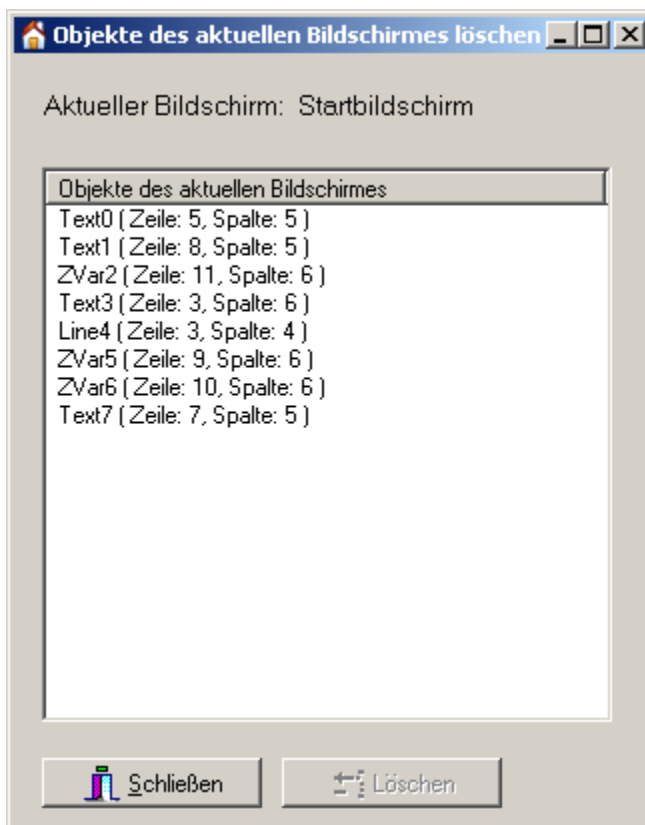 Objekte des aktuellen Bildschirmes löschen
Aktueller Bildschirm: Startbildschirm
Objekte des aktuellen Bildschirmes
Text0 ( Zeile: 5, Spalte: 5 )
Text1 ( Zeile: 8, Spalte: 5 )
ZVar2 ( Zeile: 11, Spalte: 6 )
Text3 ( Zeile: 3, Spalte: 6 )
Line4 ( Zeile: 3, Spalte: 4 )
ZVar5 ( Zeile: 9, Spalte: 6 )
ZVar6 ( Zeile: 10, Spalte: 6 )
Text7 ( Zeile: 7, Spalte: 5 )
Schließen
Löschen